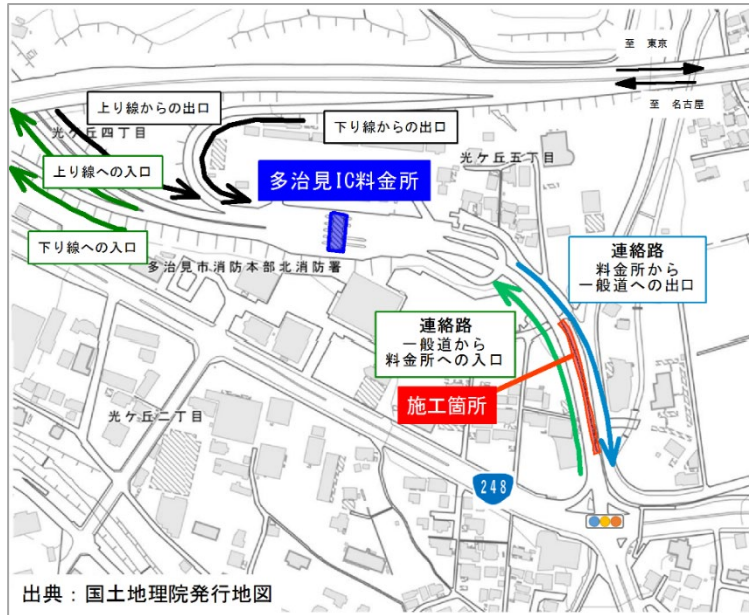 至 東京
至 名古屋
上り線からの出口
下り線からの出口
光ケ丘四丁目
上り線への入口
光ケ丘五丁目
多治見IC料金所
下り線への入口
多治見市消防本部北消防署
連絡路
料金所から
一般道への出口
連絡路
一般道から
料金所への入口
施工箇所
光ケ丘二丁目
248
出典：国土地理院発行地図